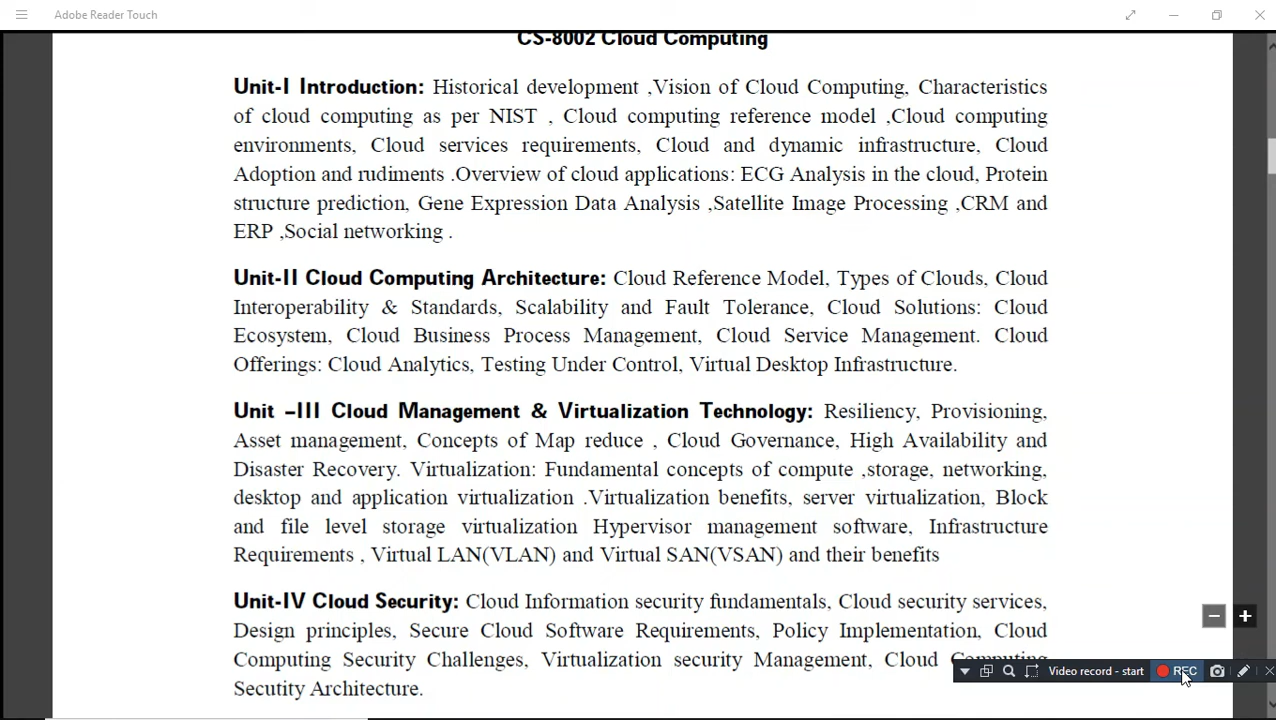 Adobe Reader Touch
CS-8002 Cloud Computing
Unit-I Introduction: Historical development ,Vision of Cloud Computing, Characteristics
of cloud computing as per NIST , Cloud computing reference model ,Cloud computing
environments, Cloud services requirements, Cloud and dynamic infrastructure, Cloud
Adoption and rudiments .Overview of cloud applications: ECG Analysis in the cloud, Protein
structure prediction, Gene Expression Data Analysis ,Satellite Image Processing ,CRM and
ERP ,Social networking .
Unit-II Cloud Computing Architecture: Cloud Reference Model, Types of Clouds, Cloud
Interoperability & Standards, Scalability and Fault Tolerance, Cloud Solutions: Cloud
Ecosystem, Cloud Business Process Management, Cloud Service Management. Cloud
Offerings: Cloud Analytics, Testing Under Control, Virtual Desktop Infrastructure.
Unit –III Cloud Management & Virtualization Technology: Resiliency, Provisioning,
Asset management, Concepts of Map reduce , Cloud Governance, High Availability and
Disaster Recovery. Virtualization: Fundamental concepts of compute ,storage, networking,
desktop and application virtualization .Virtualization benefits, server virtualization, Block
and file level storage virtualization Hypervisor management software, Infrastructure
Requirements , Virtual LAN(VLAN) and Virtual SAN(VSAN) and their benefits
Unit-IV Cloud Security: Cloud Information security fundamentals, Cloud security services,
Design principles, Secure Cloud Software Requirements, Policy Implementation, Cloud
Computing Security Challenges, Virtualization security Management, Cloud Computing
Secutity Architecture.
Video record - start REC